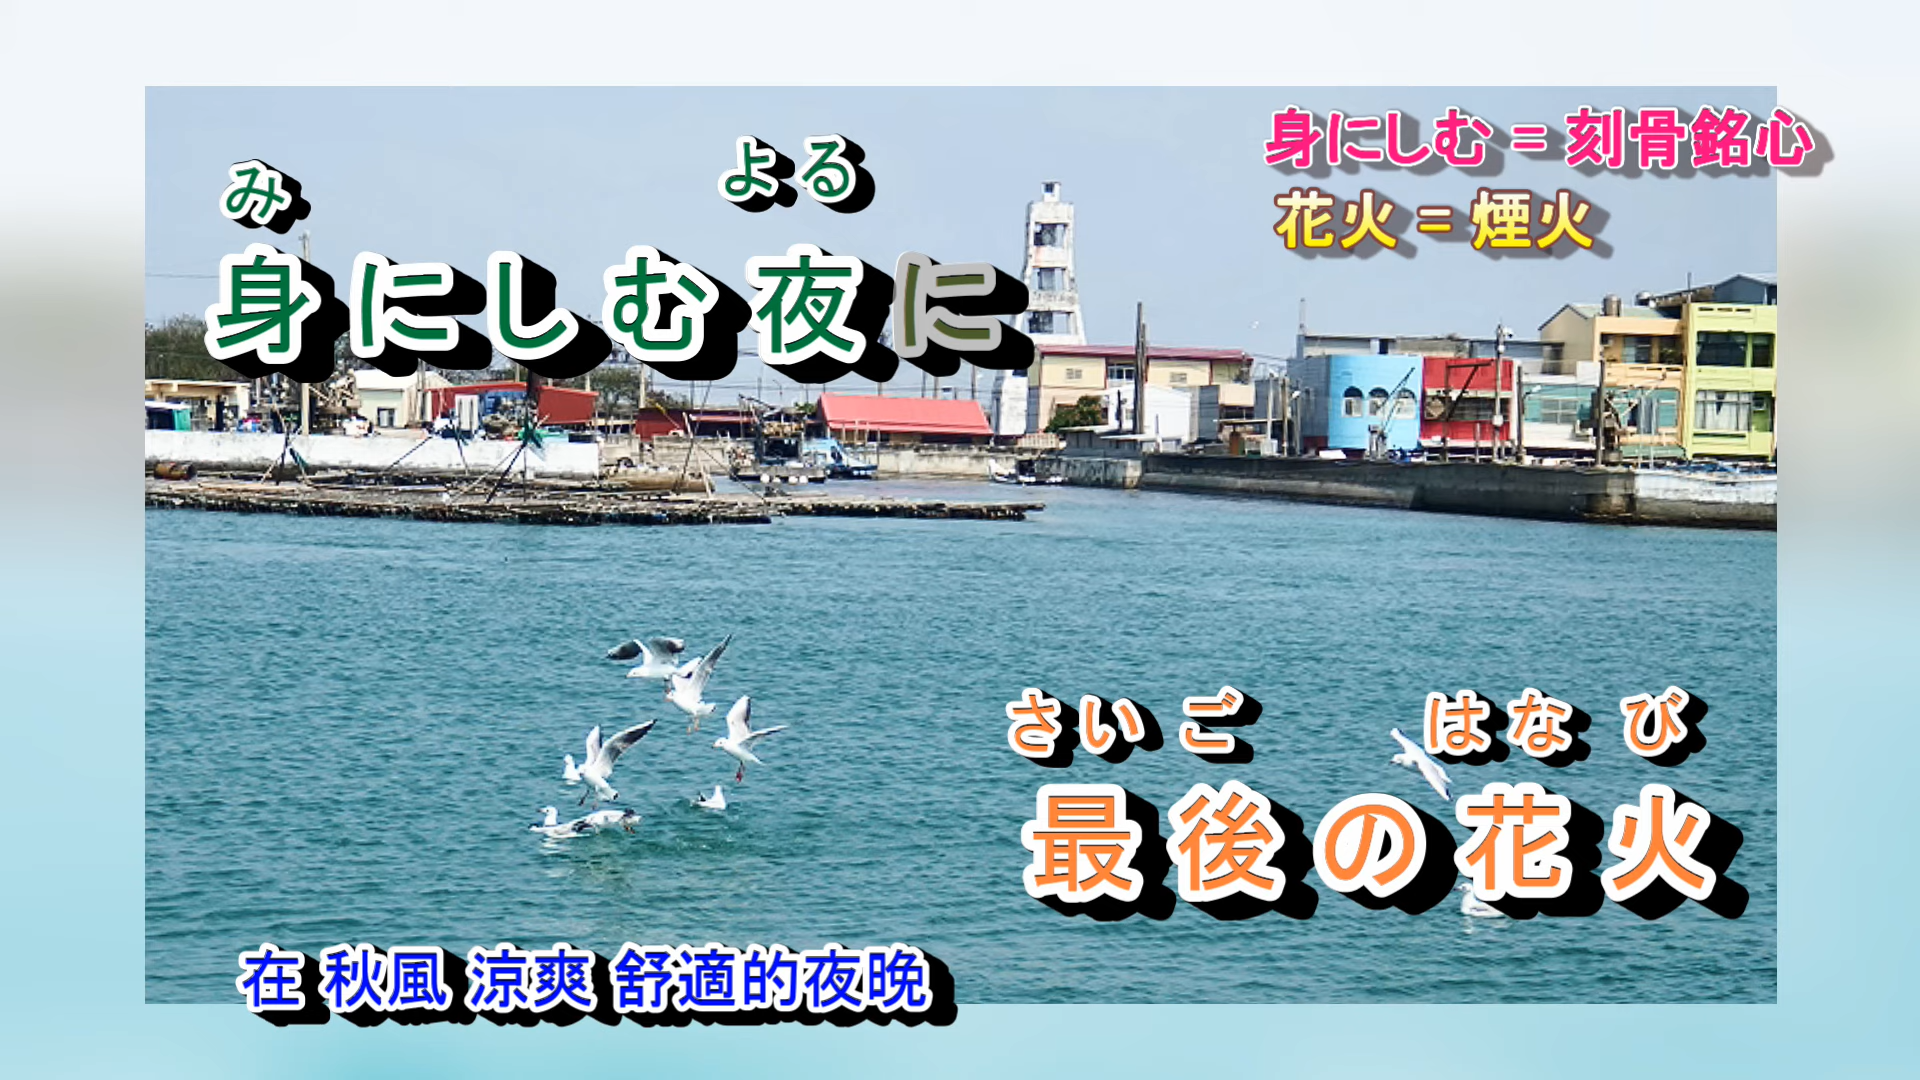 身にしむ = 刻骨銘心
花火 = 煙火
み よる
身にしむ夜に
さいご はなび
最後の花火
在 秋風 涼爽 舒適的夜晚